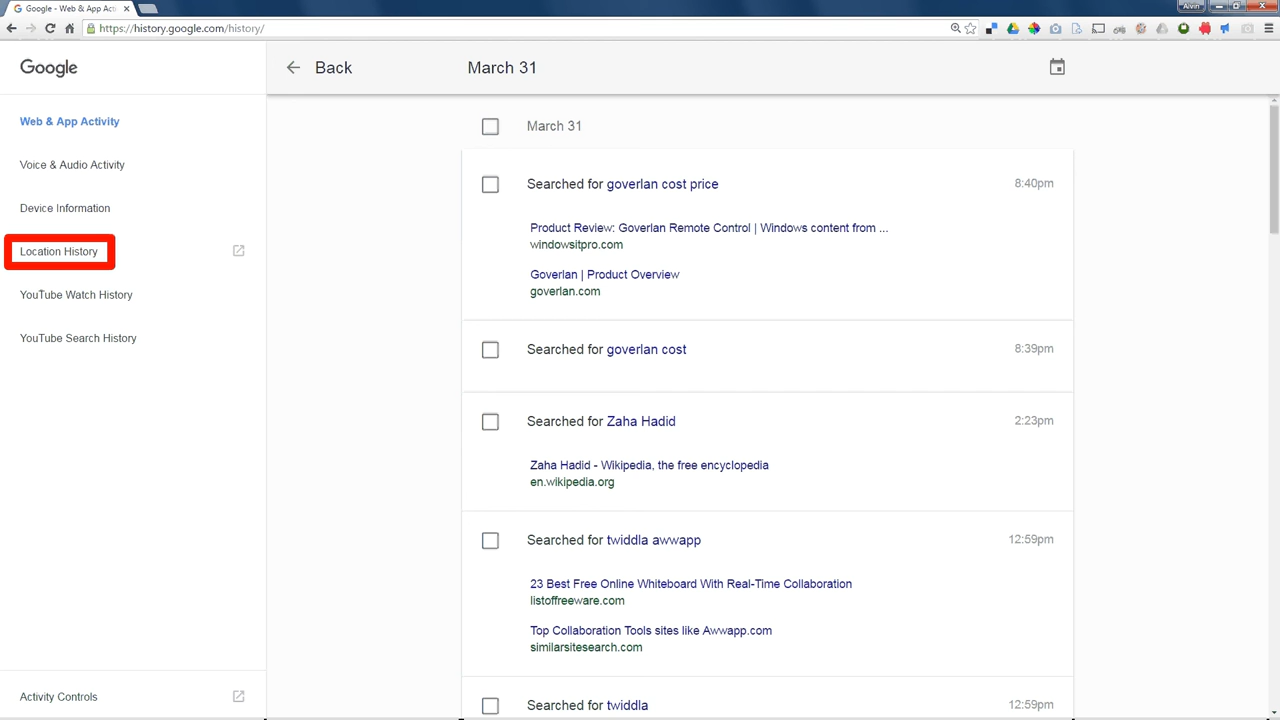 Google - Web & App Acti
Alvin
https://history.google.com/history/
Google
Back
March 31
Web & App Activity
Voice & Audio Activity
Device Information
Location History
YouTube Watch History
YouTube Search History
Activity Controls
March 31
Searched for goverlan cost price 8:40pm
Product Review: Goverlan Remote Control | Windows content from ...
windowsitpro.com
Goverlan | Product Overview
goverlan.com
Searched for goverlan cost 8:39pm
Searched for Zaha Hadid 2:23pm
Zaha Hadid - Wikipedia, the free encyclopedia
en.wikipedia.org
Searched for twiddla awwapp 12:59pm
23 Best Free Online Whiteboard With Real-Time Collaboration
listoffreeware.com
Top Collaboration Tools sites like Awwapp.com
similarsitesearch.com
Searched for twiddla 12:59pm